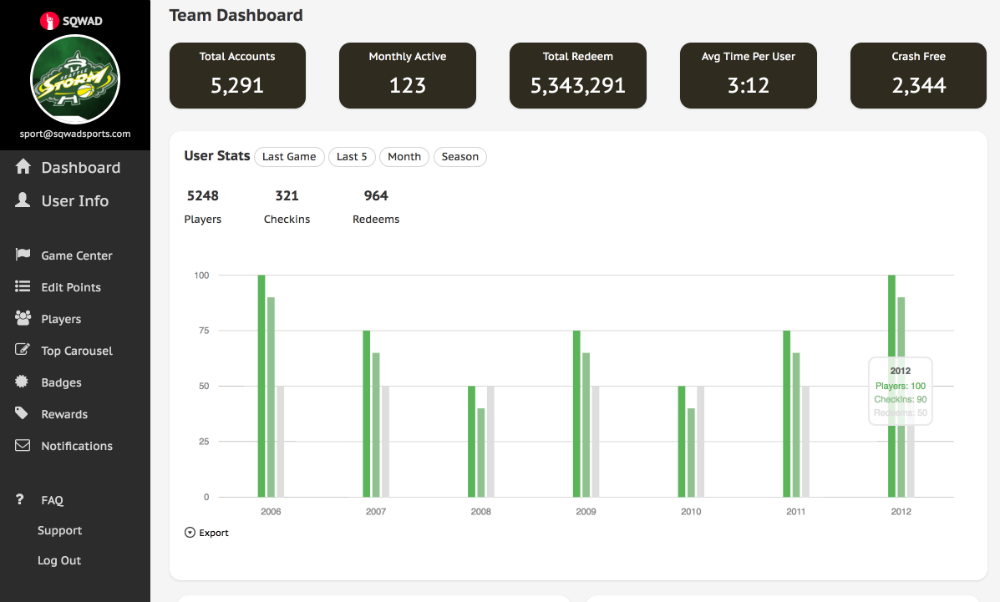 SQWAD
SEATTLE
STORM
sport@sqwadsports.com
Dashboard
User Info
Game Center
Edit Points
Players
Top Carousel
Badges
Rewards
Notifications
? FAQ
Support
Log Out
Team Dashboard
Total Accounts
5,291
Monthly Active
123
Total Redeem
5,343,291
Avg Time Per User
3:12
Crash Free
2,344
User Stats Last Game Last 5 Month Season
5248 321 964
Players Checkins Redeems
100
75
50
25
0
2006 2007 2008 2009 2010 2011 2012
2012
Players: 100
Checkins: 90
Redeems: 50
Export